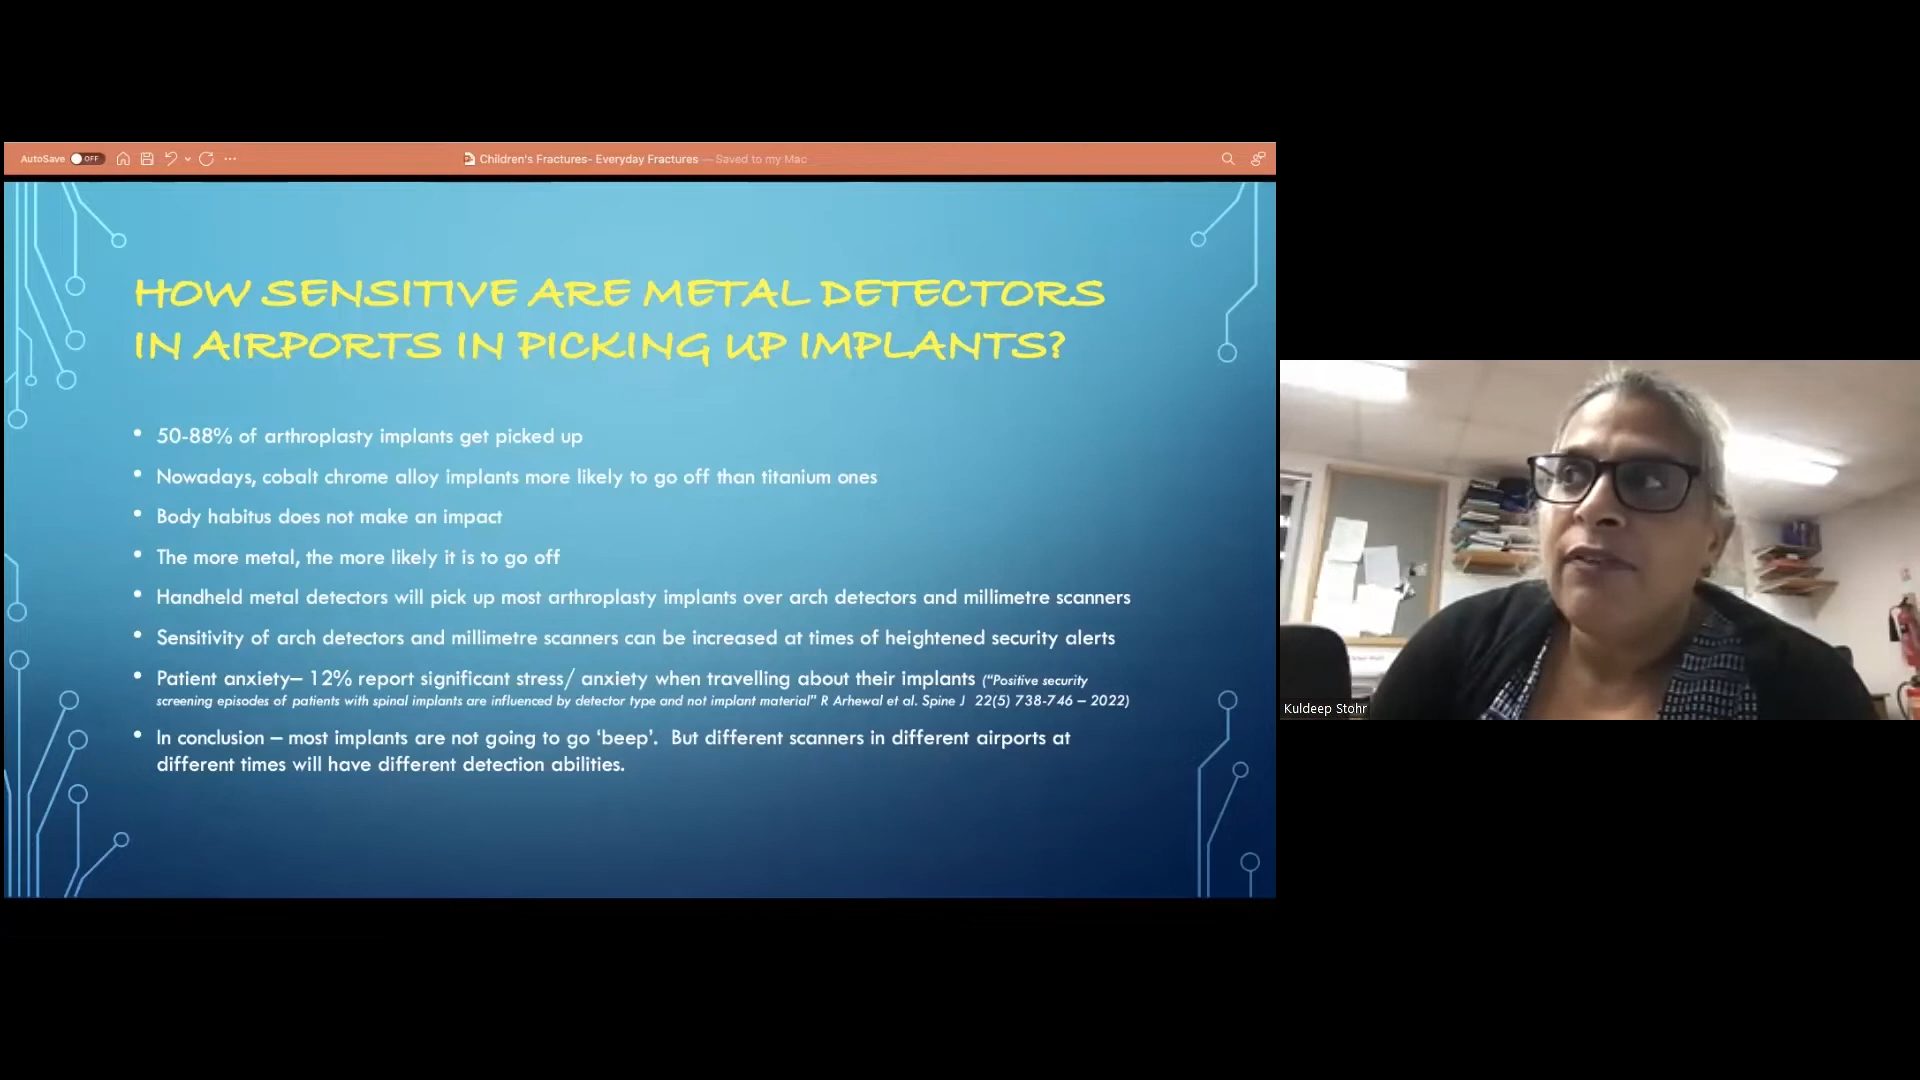 AutoSave OFF
Children's Fractures- Everyday Fractures — Saved to my Mac
HOW SENSITIVE ARE METAL DETECTORS
IN AIRPORTS IN PICKING UP IMPLANTS?
• 50-88% of arthroplasty implants get picked up
• Nowadays, cobalt chrome alloy implants more likely to go off than titanium ones
• Body habitus does not make an impact
• The more metal, the more likely it is to go off
• Handheld metal detectors will pick up most arthroplasty implants over arch detectors and millimetre scanners
• Sensitivity of arch detectors and millimetre scanners can be increased at times of heightened security alerts
• Patient anxiety– 12% report significant stress/ anxiety when travelling about their implants (“Positive security
screening episodes of patients with spinal implants are influenced by detector type and not implant material” R Arhewal et al. Spine J 22(5) 738-746 – 2022)
• In conclusion – most implants are not going to go ‘beep’. But different scanners in different airports at
different times will have different detection abilities.
Kuldeep Stohr